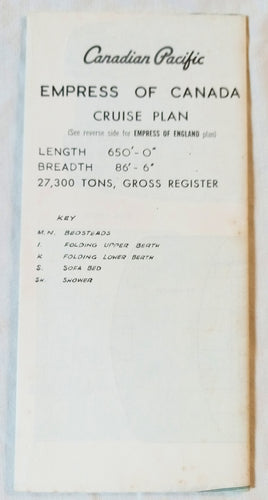 Canadian Pacific
EMPRESS OF CANADA
CRUISE PLAN
(See reverse side for EMPRESS OF ENGLAND plan)
LENGTH 650'-0"
BREADTH 86'-6"
27,300 TONS, GROSS REGISTER
KEY
M.N. BEDSTEADS
I. FOLDING UPPER BERTH
K FOLDING LOWER BERTH
S. SOFA BED
SH. SHOWER